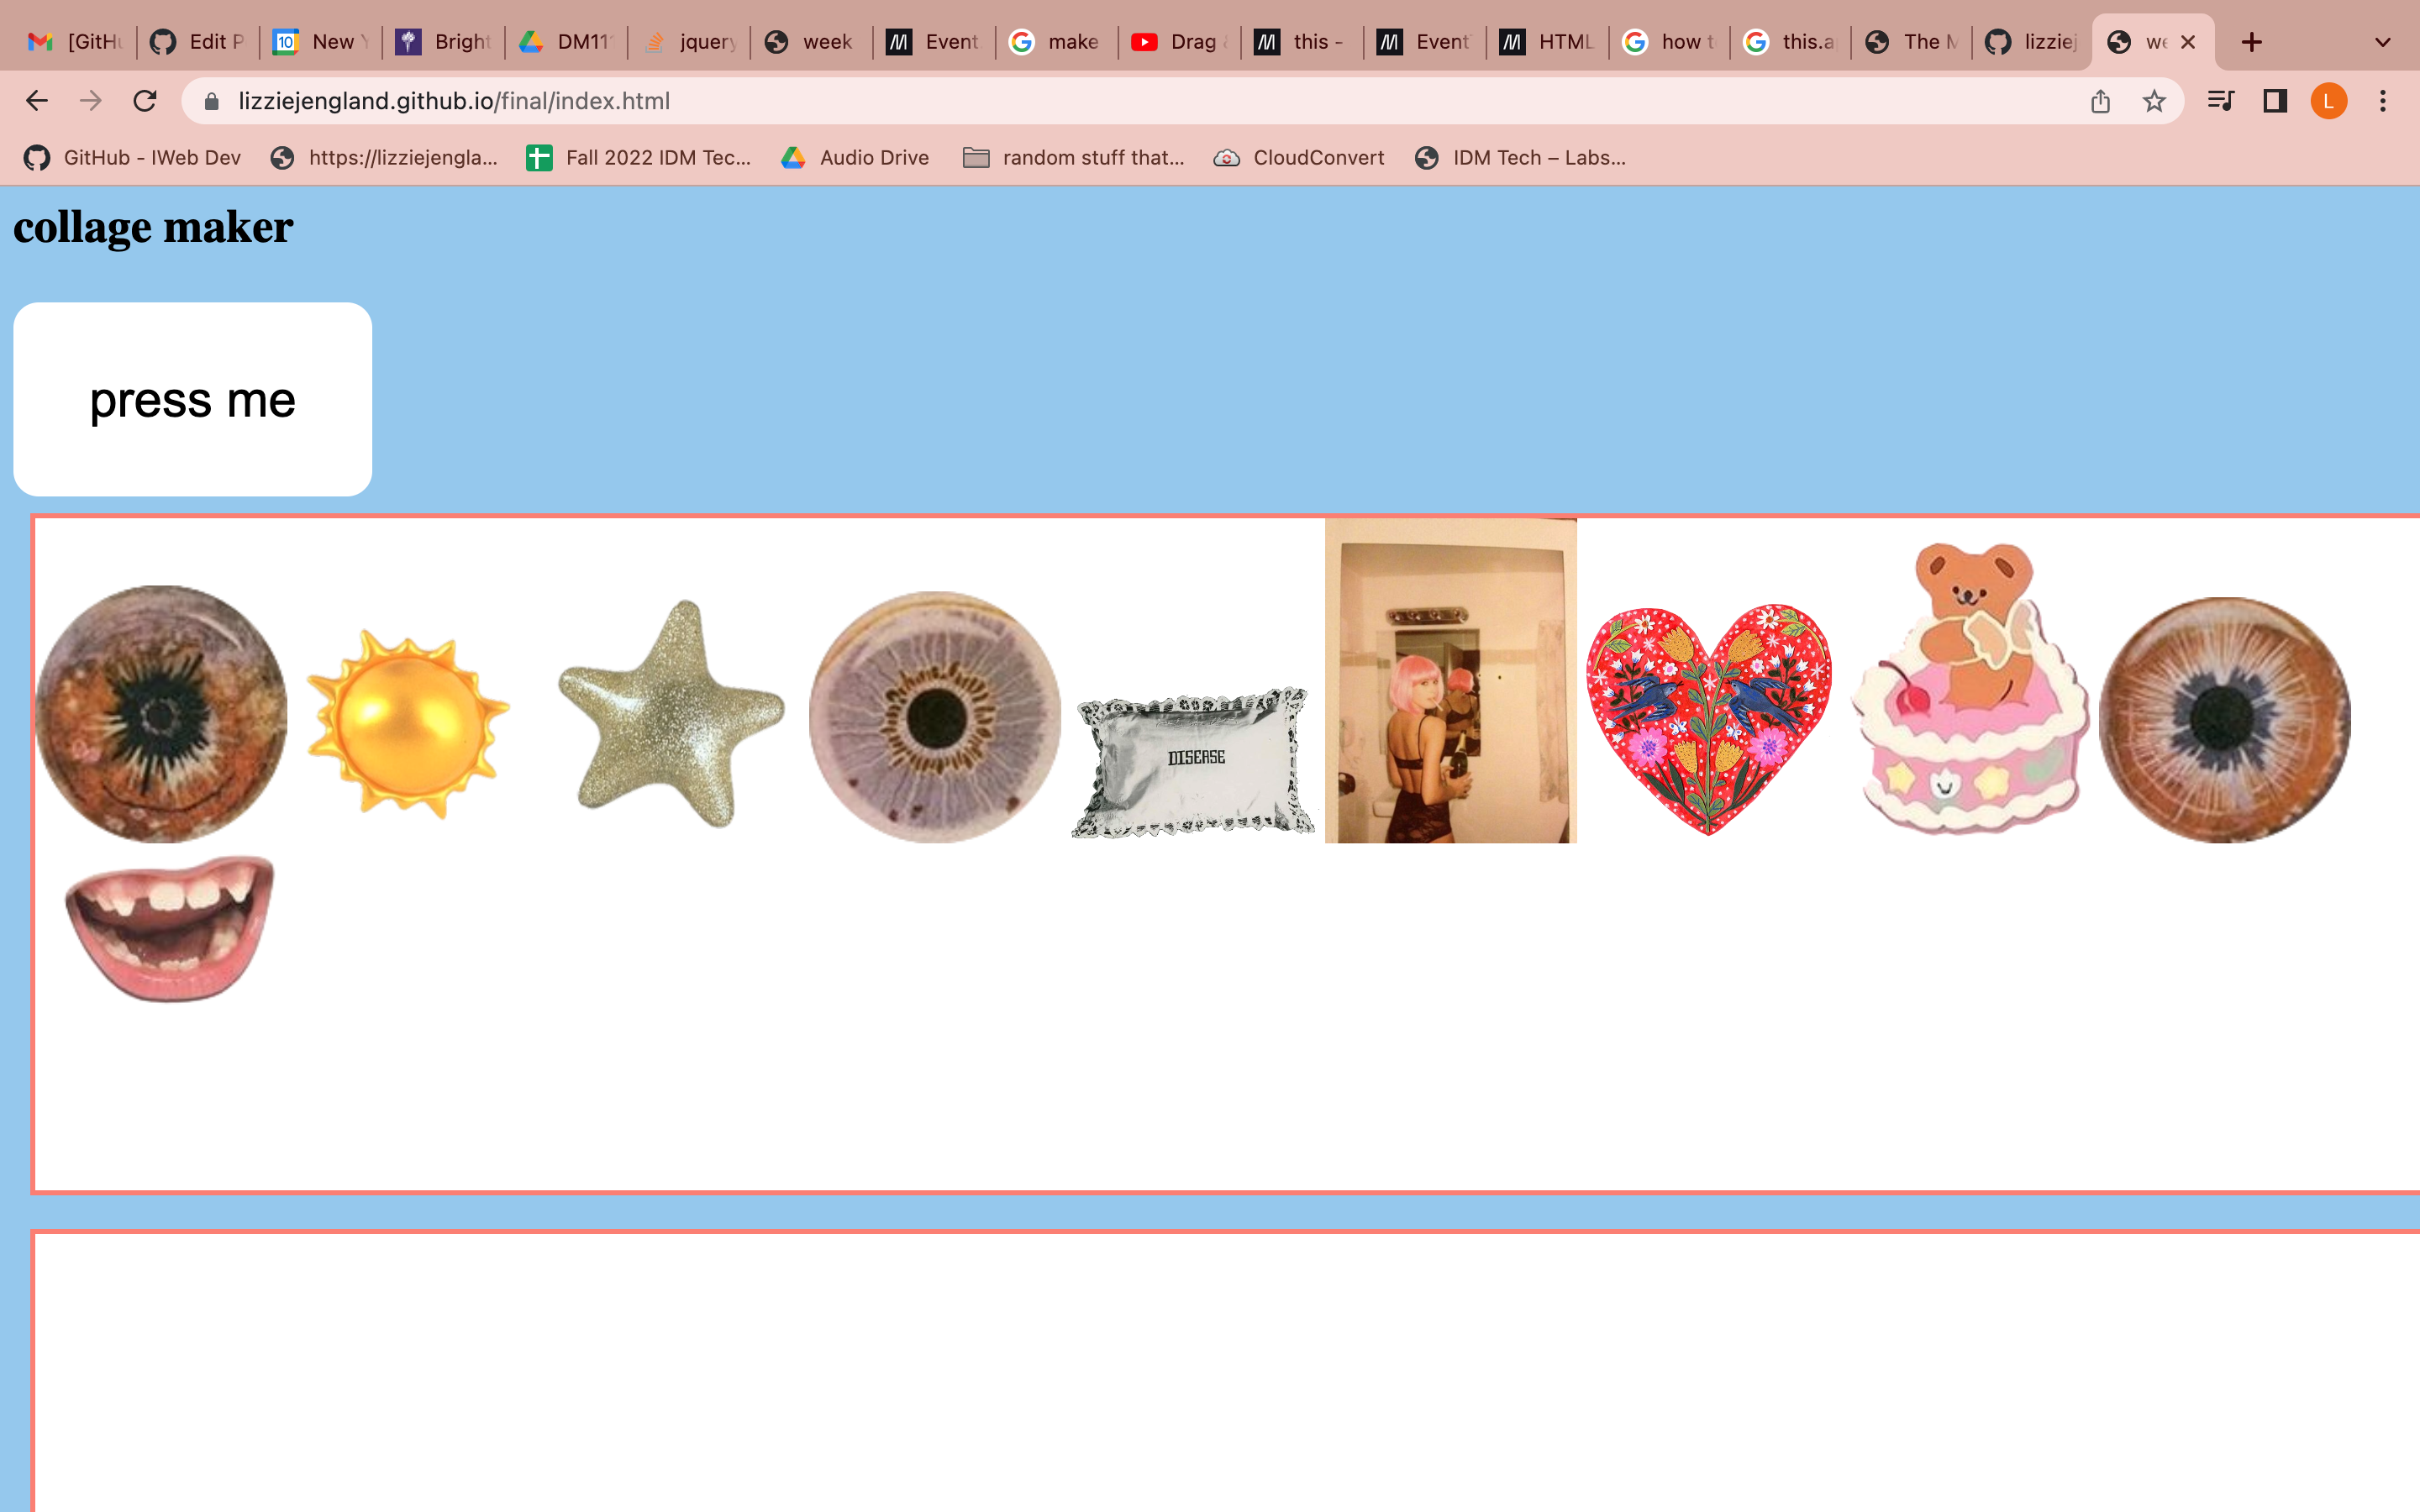 [GitH
Edit P
10
New Y
Bright
DM11
jquery
week
Event
make
Drag
this -
Event
HTML
how t
this.a
The M
lizziej
we
lizziejengland.github.io/final/index.html
L
GitHub - IWeb Dev
https://lizziejengla...
Fall 2022 IDM Tec...
Audio Drive
random stuff that...
CloudConvert
IDM Tech – Labs...
collage maker
press me
DISEASE